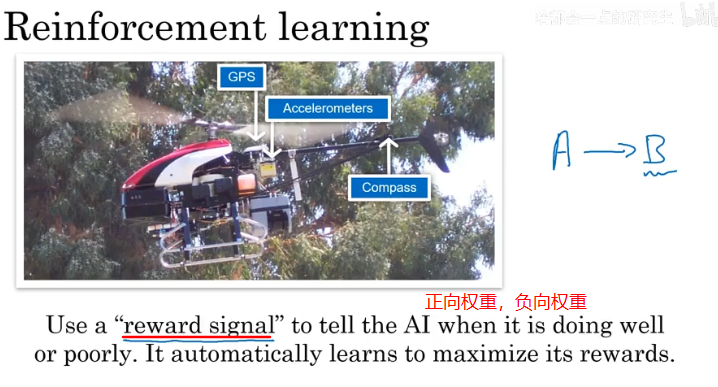 Reinforcement learning
GPS
Accelerometers
Compass
A → B
正向权重，负向权重
Use a “reward signal” to tell the AI when it is doing well
or poorly. It automatically learns to maximize its rewards.